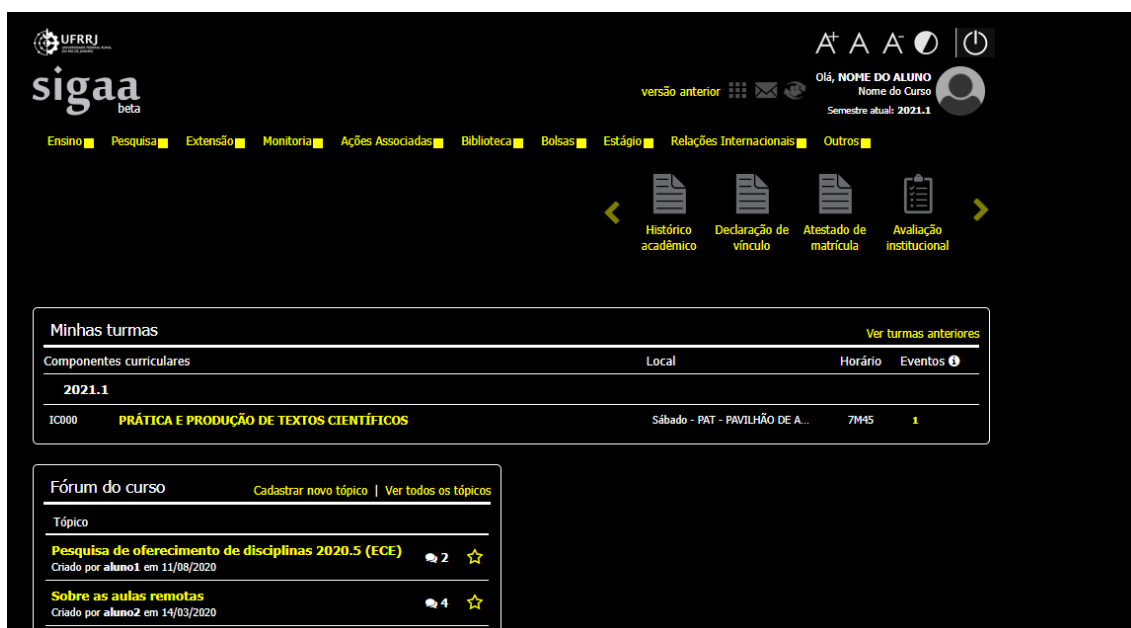 UFRRJ
A+ A A-
sigaa
beta
versão anterior
Olá, NOME DO ALUNO
Nome do Curso
Semestre atual: 2021.1
Ensino Pesquisa Extensão Monitoria Ações Associadas Biblioteca Bolsas Estágio Relações Internacionais Outros
Histórico acadêmico
Declaração de vínculo
Atestado de matrícula
Avaliação institucional
Minhas turmas
Ver turmas anteriores
Componentes curriculares Local Horário Eventos
2021.1
IC000 PRÁTICA E PRODUÇÃO DE TEXTOS CIENTÍFICOS Sábado - PAT - PAVILHÃO DE A... 7M45 1
Fórum do curso
Cadastrar novo tópico | Ver todos os tópicos
Tópico
Pesquisa de oferecimento de disciplinas 2020.5 (ECE) 2
Criado por aluno1 em 11/08/2020
Sobre as aulas remotas 4
Criado por aluno2 em 14/03/2020